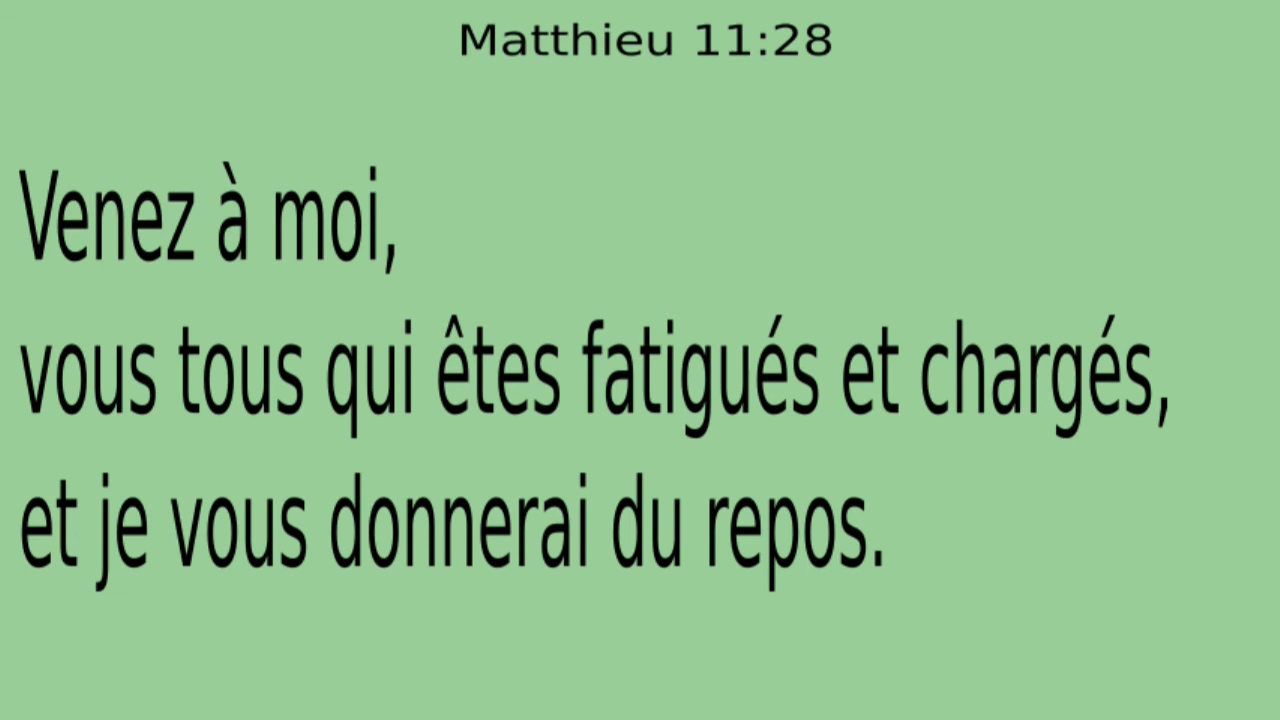 Matthieu 11:28
Venez à moi,
vous tous qui êtes fatigués et chargés,
et je vous donnerai du repos.